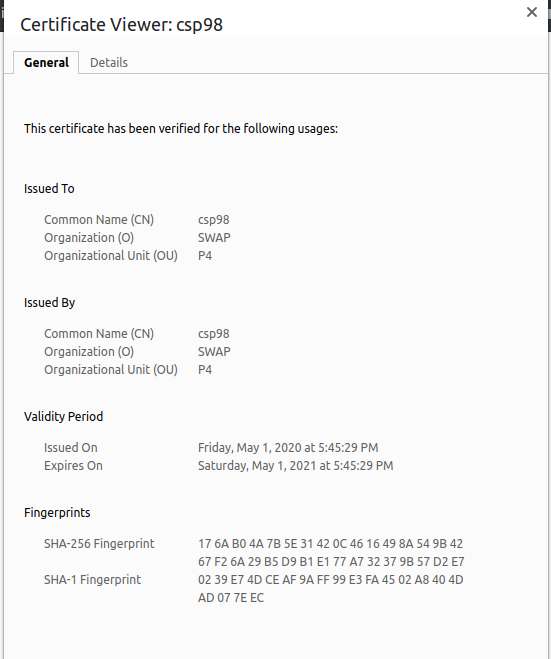 Certificate Viewer: csp98
General Details
This certificate has been verified for the following usages:
Issued To
Common Name (CN) csp98
Organization (O) SWAP
Organizational Unit (OU) P4
Issued By
Common Name (CN) csp98
Organization (O) SWAP
Organizational Unit (OU) P4
Validity Period
Issued On Friday, May 1, 2020 at 5:45:29 PM
Expires On Saturday, May 1, 2021 at 5:45:29 PM
Fingerprints
SHA-256 Fingerprint 17 6A B0 4A 7B 5E 31 42 0C 46 16 49 8A 54 9B 42
67 F2 6A 29 B5 D9 B1 E1 77 A7 32 37 9B 57 D2 E7
SHA-1 Fingerprint 02 39 E7 4D CE AF 9A FF 99 E3 FA 45 02 A8 40 4D
AD 07 7E EC